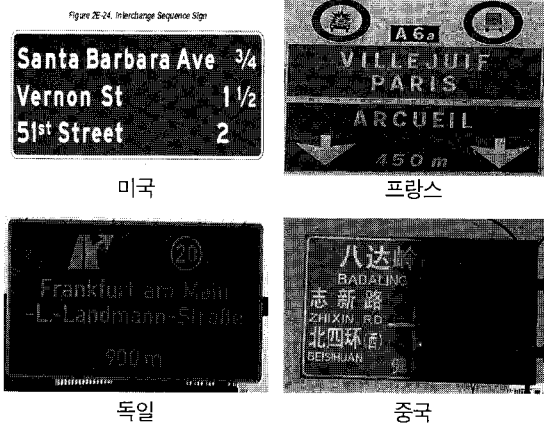 Figure 2E-24. Interchange Sequence Sign
Santa Barbara Ave ¾
Vernon St 1 ½
51st Street 2
미국
A6a
VILLEJUIF
PARIS
ARCUEIL
450 m
프랑스
20
Frankfurt am Main
-L.-Landmann-Straße
900 m
독일
八达岭
BADALING
志新路
ZHIXIN RD
北四环(西)
BEISIHUAN
중국